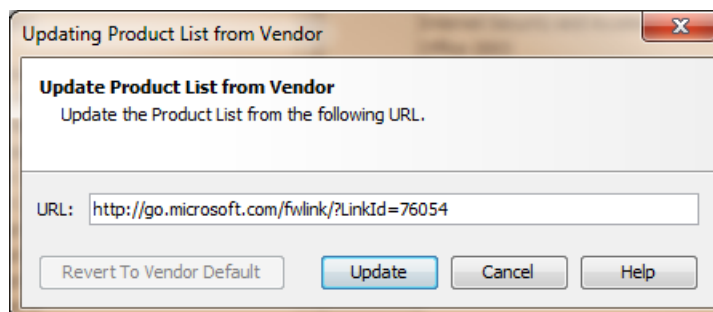 Updating Product List from Vendor
Update Product List from Vendor
Update the Product List from the following URL.
URL: http://go.microsoft.com/fwlink/?LinkId=76054
Revert To Vendor Default Update Cancel Help